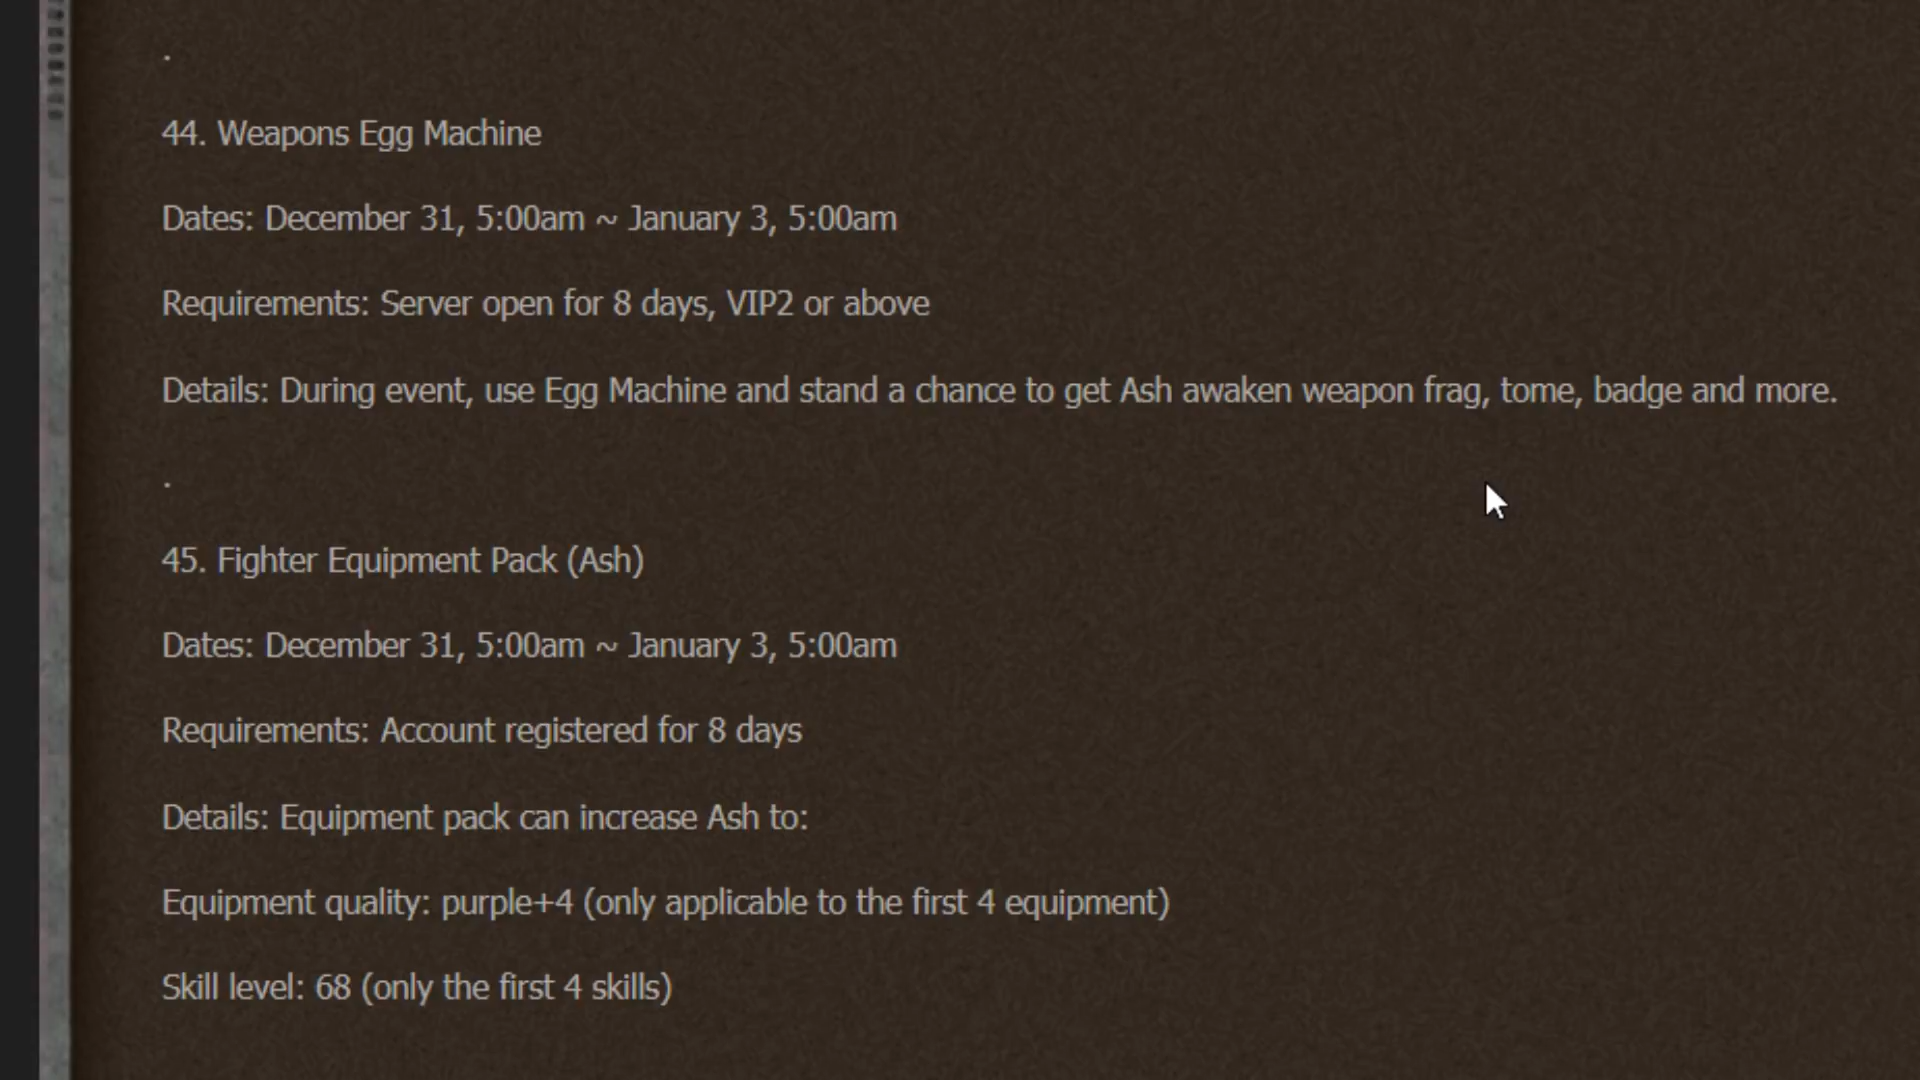 .
44. Weapons Egg Machine
Dates: December 31, 5:00am ~ January 3, 5:00am
Requirements: Server open for 8 days, VIP2 or above
Details: During event, use Egg Machine and stand a chance to get Ash awaken weapon frag, tome, badge and more.
.
45. Fighter Equipment Pack (Ash)
Dates: December 31, 5:00am ~ January 3, 5:00am
Requirements: Account registered for 8 days
Details: Equipment pack can increase Ash to:
Equipment quality: purple+4 (only applicable to the first 4 equipment)
Skill level: 68 (only the first 4 skills)